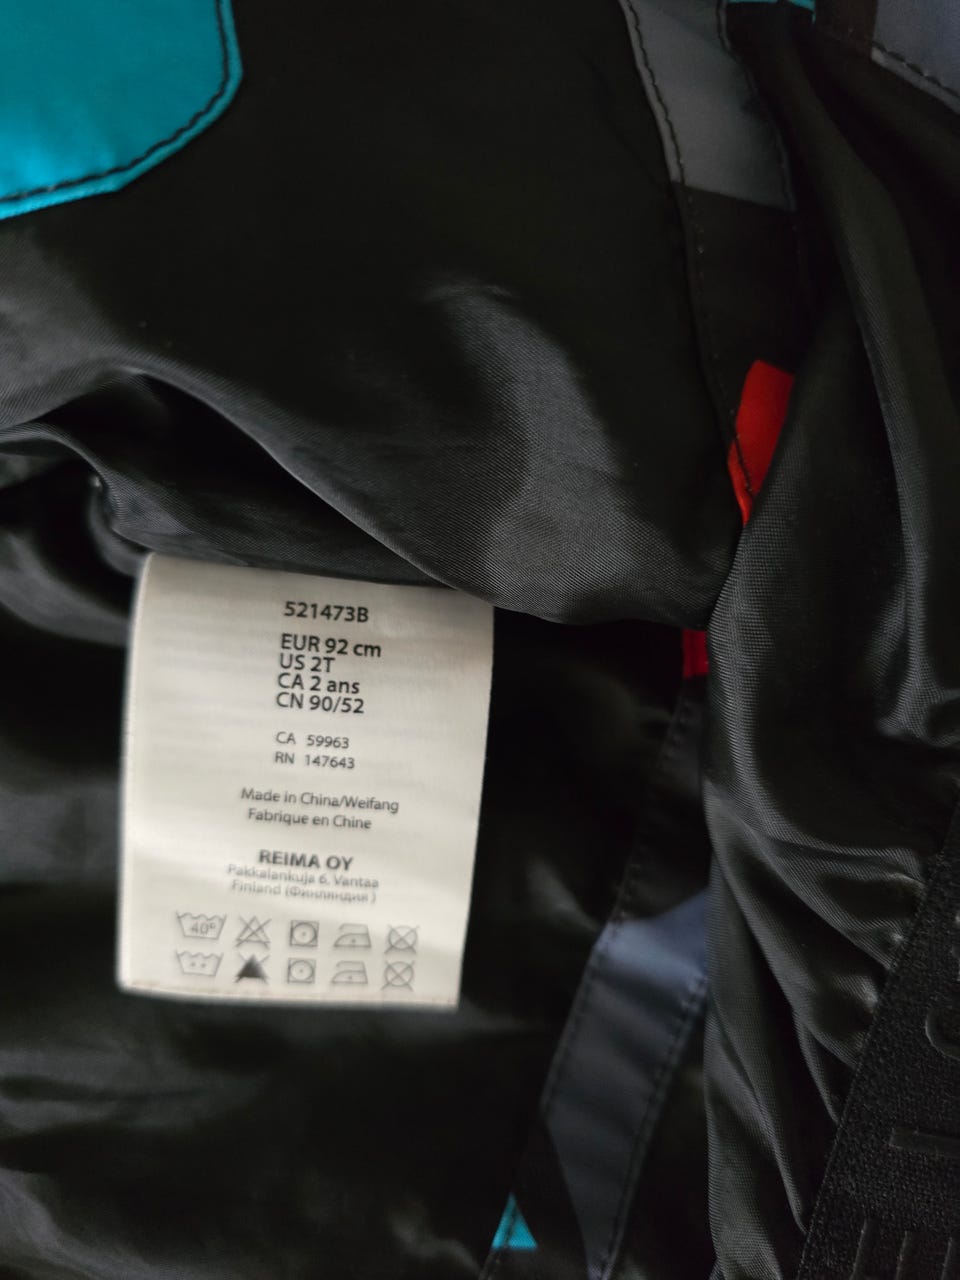 521473B
EUR 92 cm
US 2T
CA 2 ans
CN 90/52
CA 59963
RN 147643
Made in China/Weifang
Fabrique en Chine
REIMA OY
Pakkalankuja 6, Vantaa
Finland (Финляндия)
40°